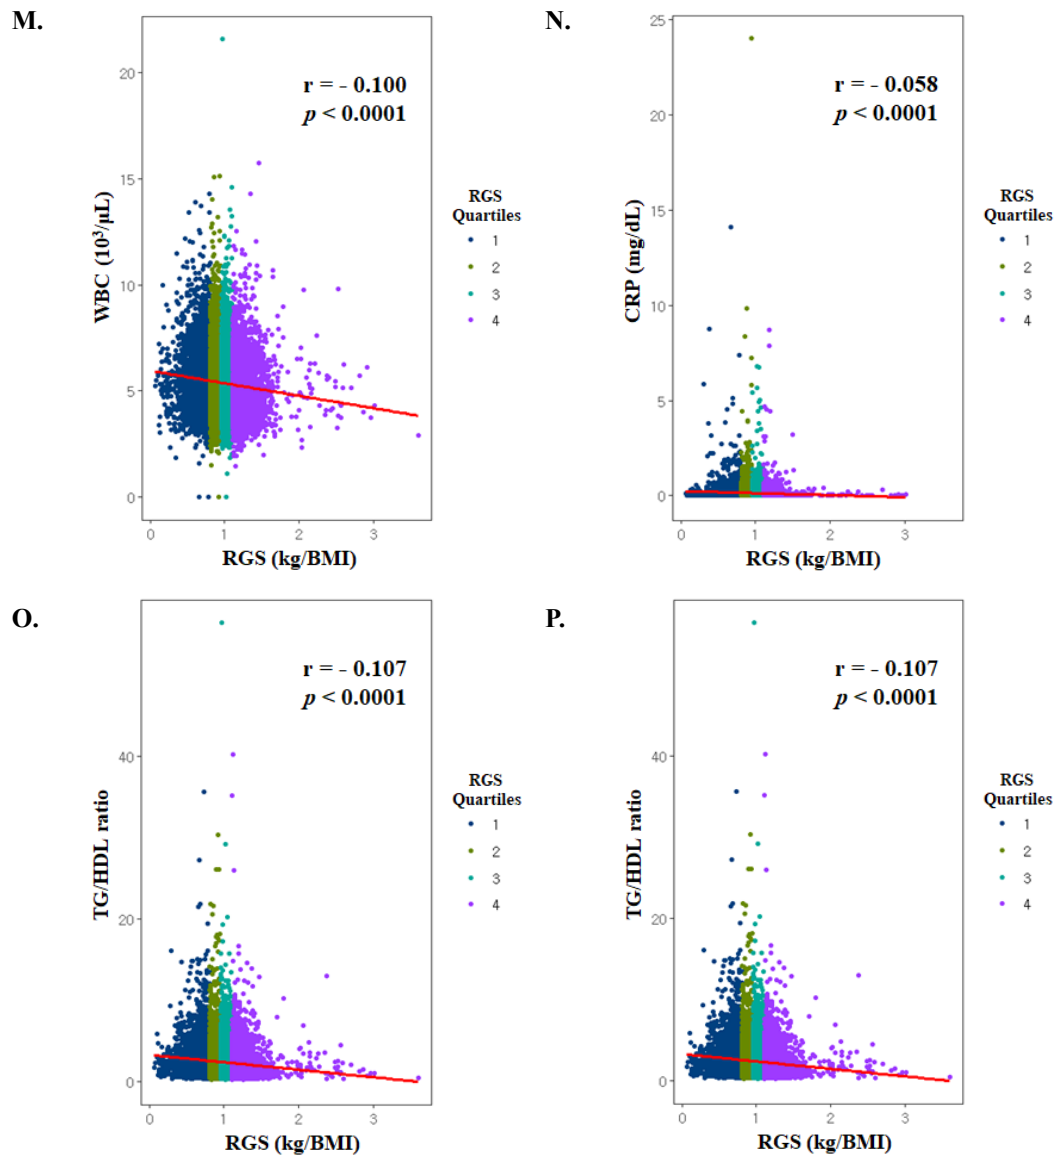 M.
r = - 0.100
p < 0.0001
WBC (10³/μL)
20
15
10
5
0
0 1 2 3
RGS (kg/BMI)
RGS
Quartiles
1
2
3
4
N.
r = - 0.058
p < 0.0001
CRP (mg/dL)
25
20
15
10
5
0
0 1 2 3
RGS (kg/BMI)
RGS
Quartiles
1
2
3
4
O.
r = - 0.107
p < 0.0001
TG/HDL ratio
40
20
0
0 1 2 3
RGS (kg/BMI)
RGS
Quartiles
1
2
3
4
P.
r = - 0.107
p < 0.0001
TG/HDL ratio
40
20
0
0 1 2 3
RGS (kg/BMI)
RGS
Quartiles
1
2
3
4